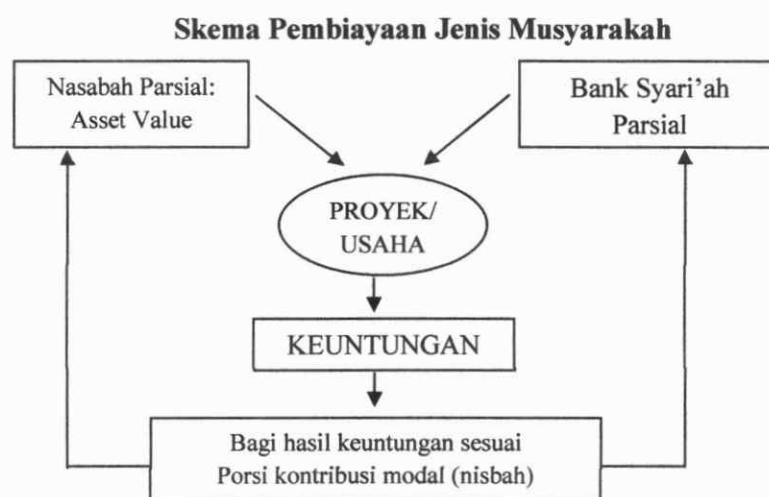 Skema Pembiayaan Jenis Musyarakah
Nasabah Parsial:
Asset Value
Bank Syari'ah
Parsial
PROYEK/
USAHA
KEUNTUNGAN
Bagi hasil keuntungan sesuai
Porsi kontribusi modal (nisbah)